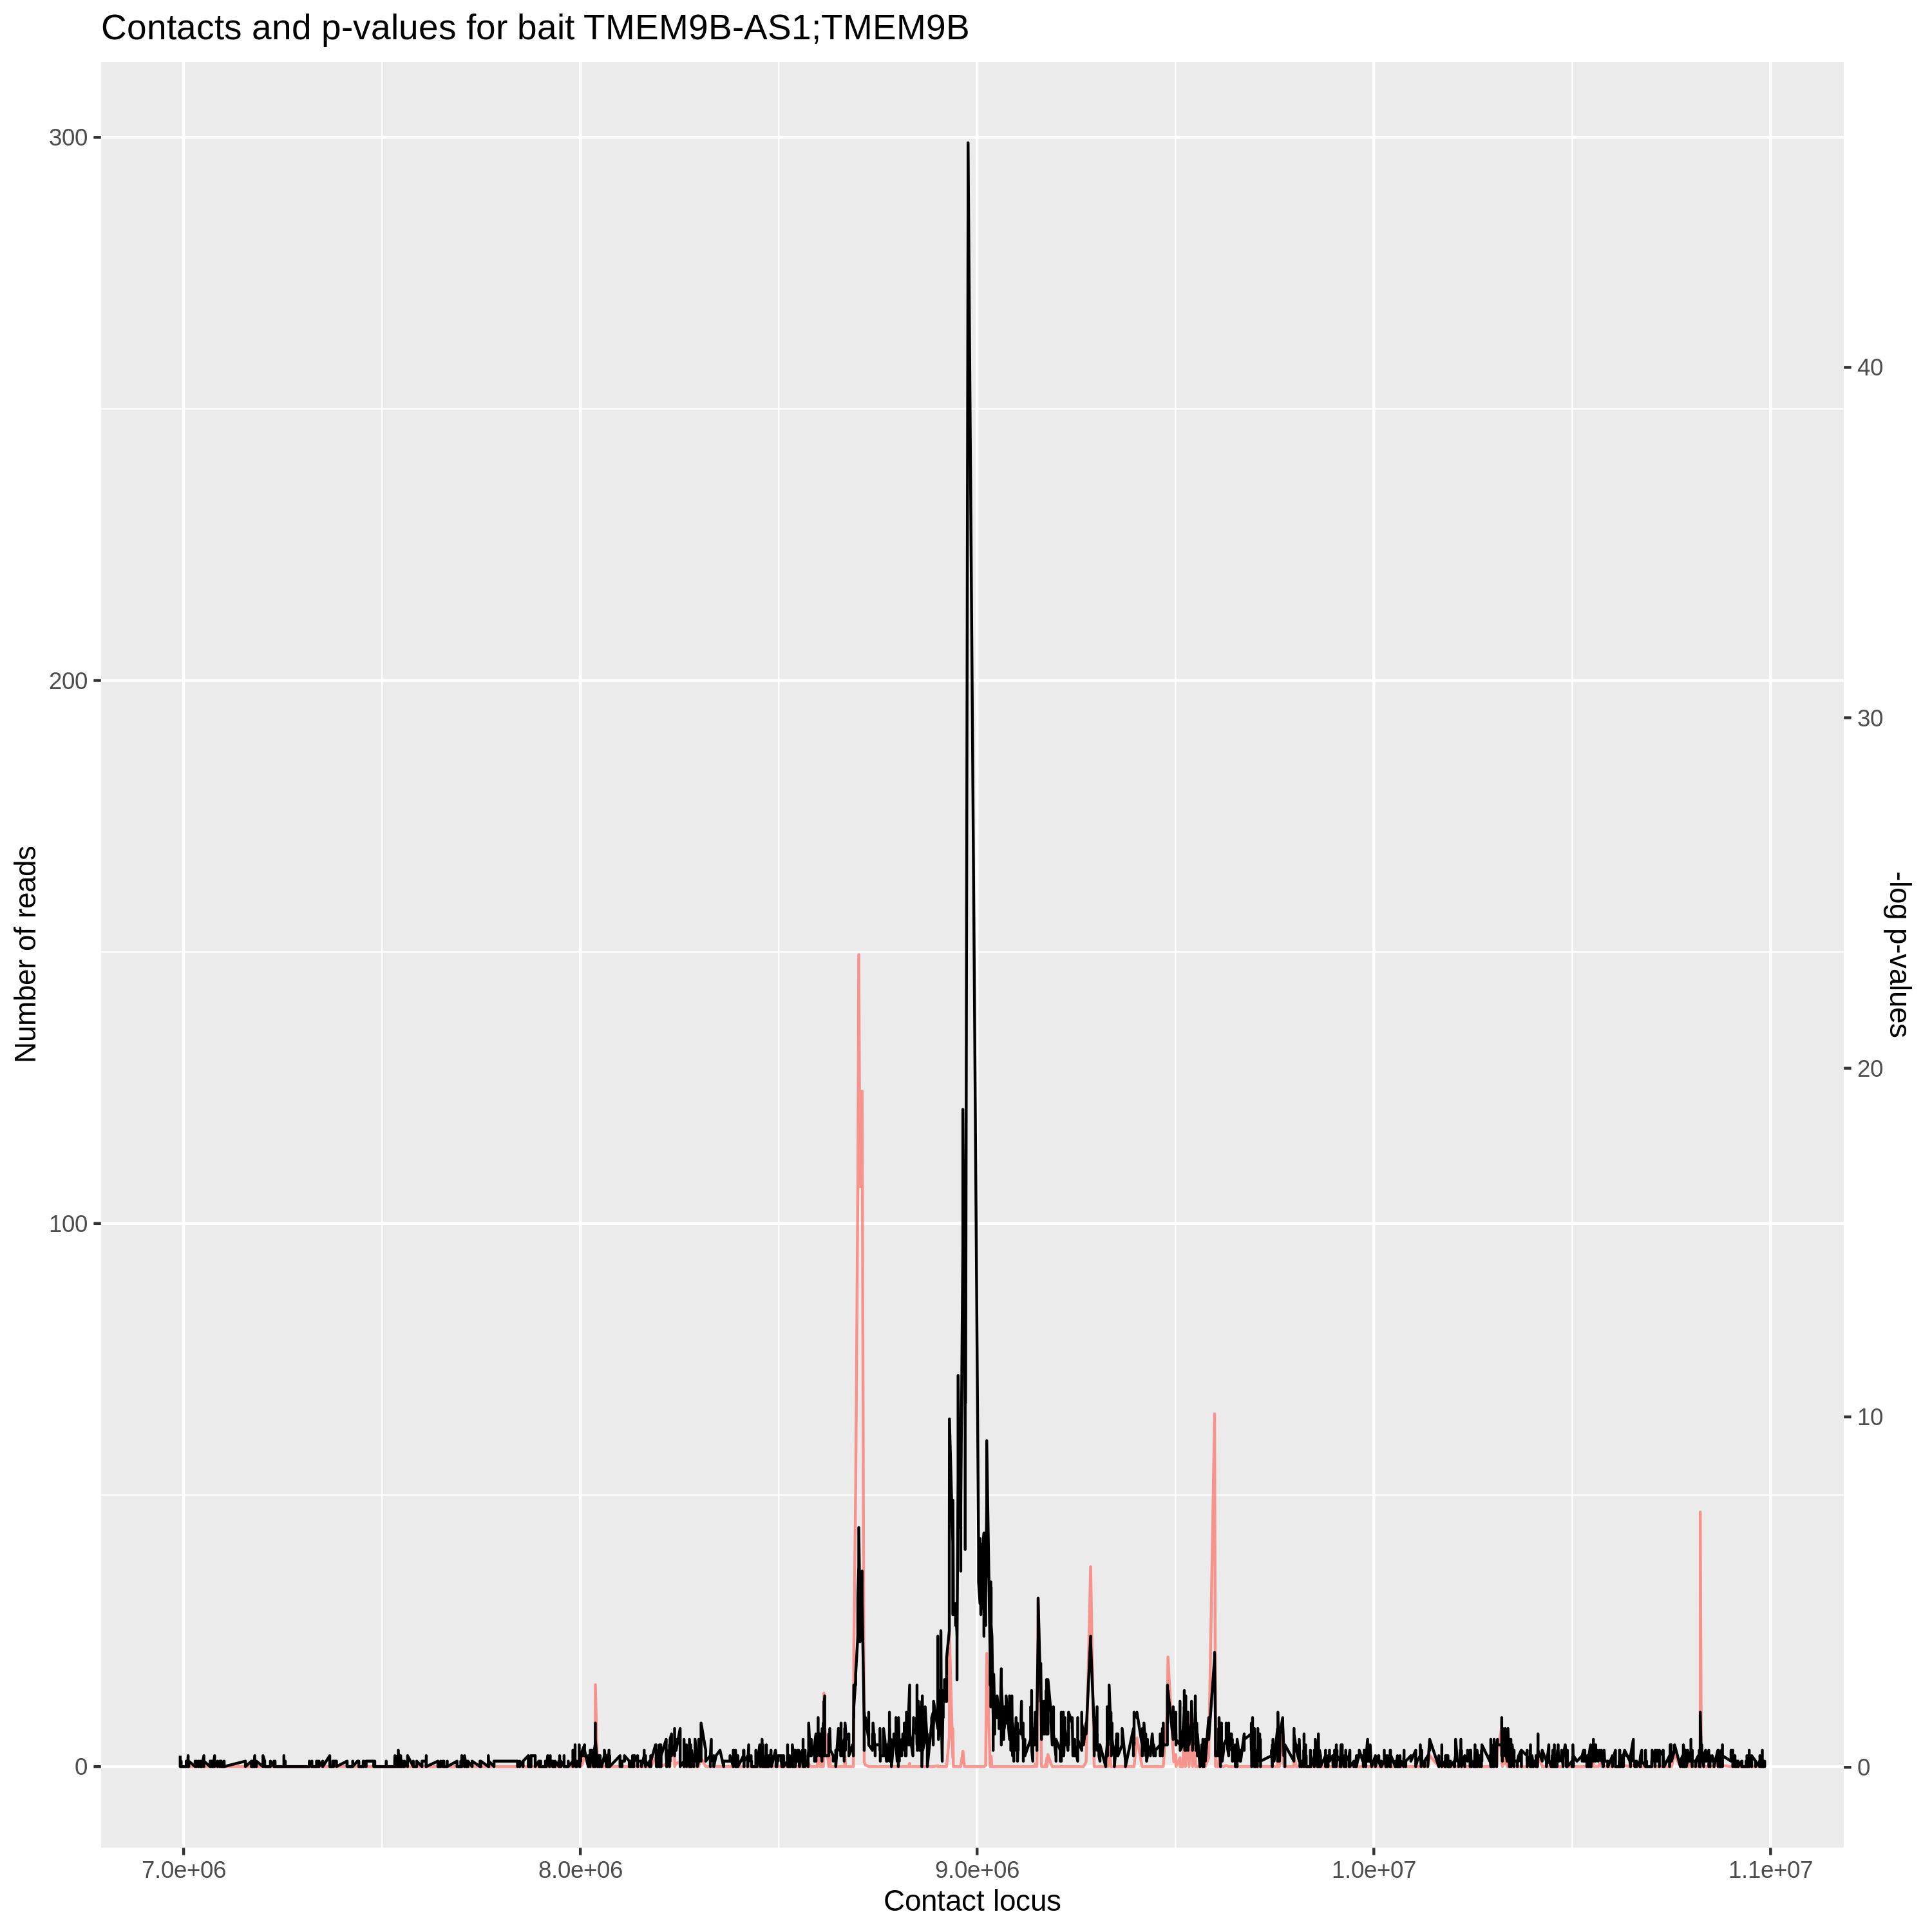 Contacts and p-values for bait TMEM9B-AS1;TMEM9B
300
200
100
0
Number of reads
40
30
20
10
0
-log p-values
7.0e+06
8.0e+06
9.0e+06
1.0e+07
1.1e+07
Contact locus